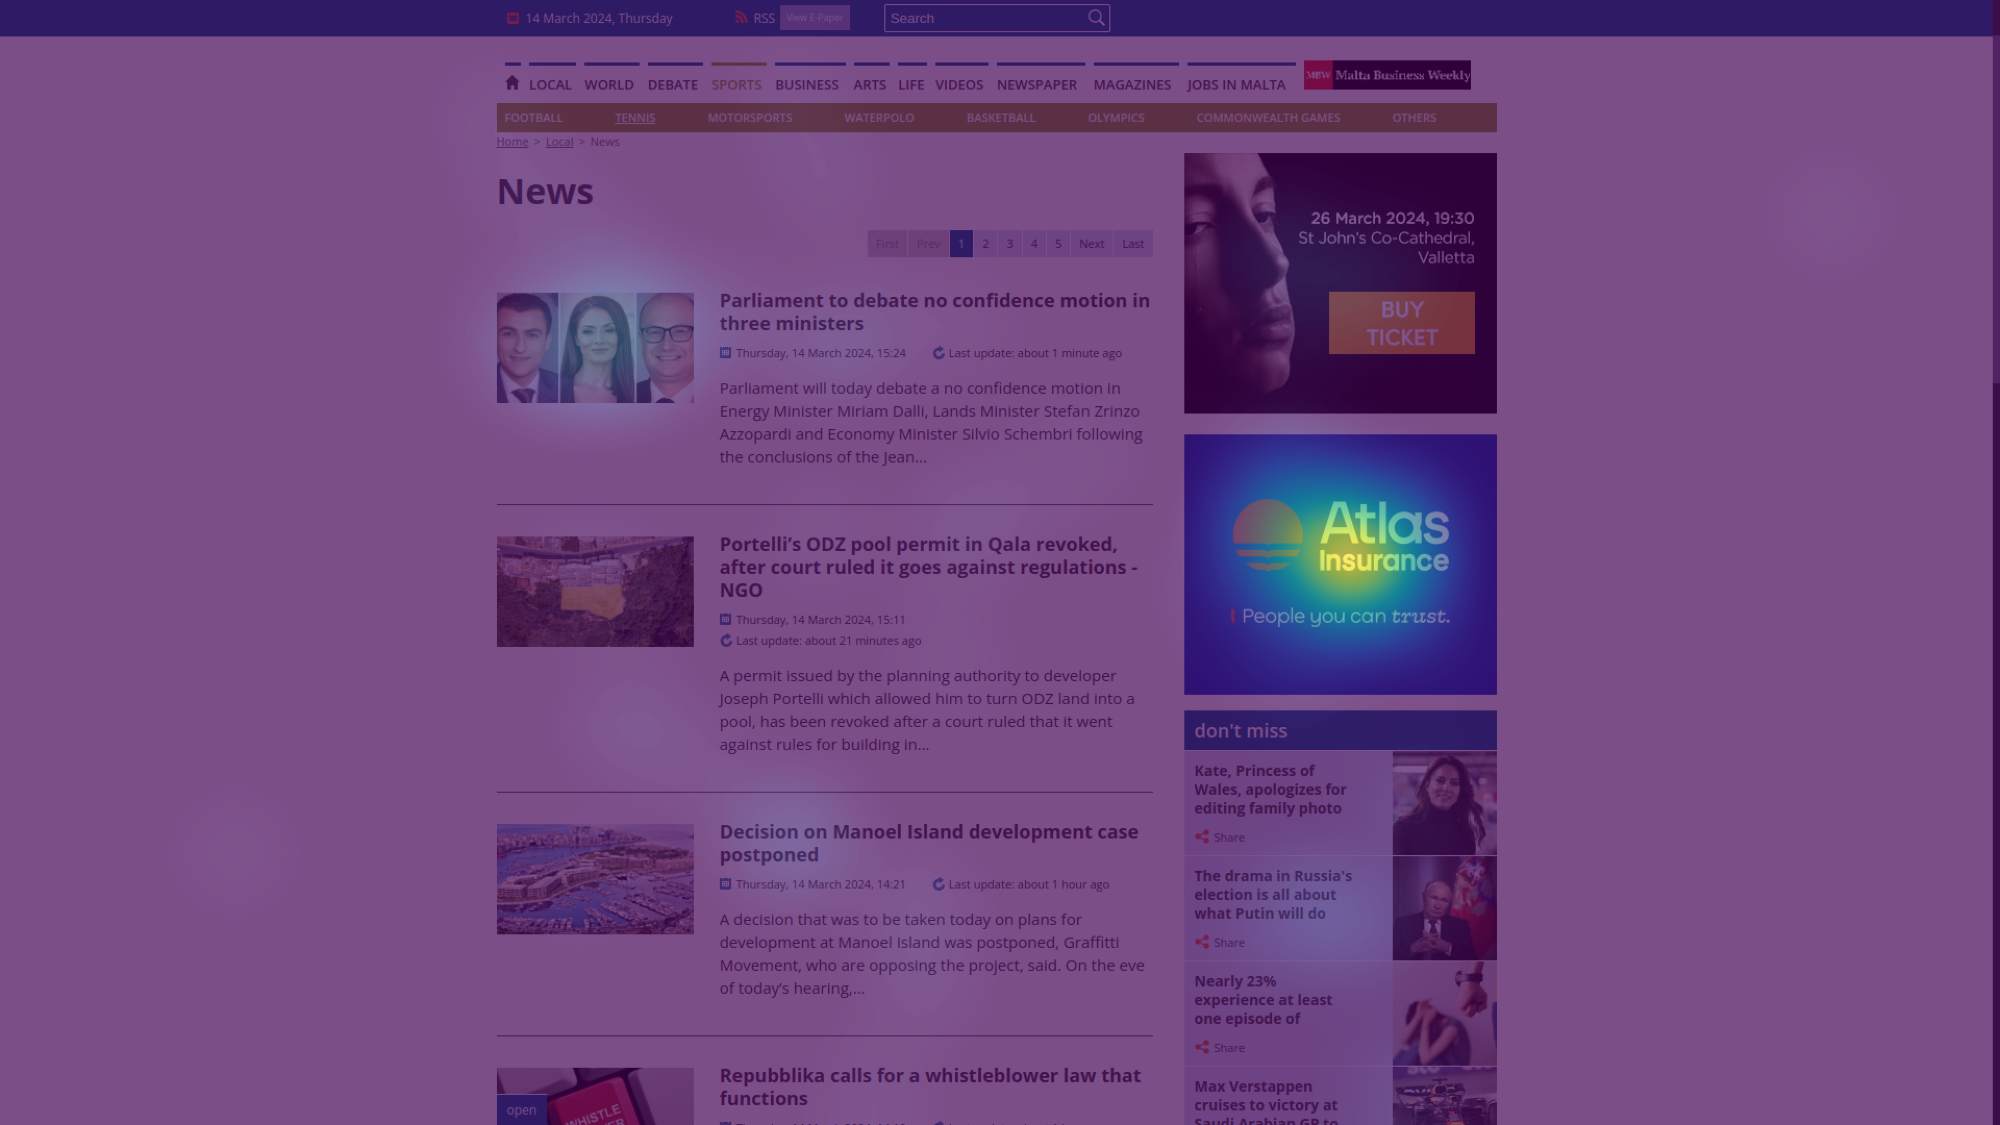 14 March 2024, Thursday
RSS
View E-Paper
Search
LOCAL
WORLD
DEBATE
SPORTS
BUSINESS
ARTS
LIFE
VIDEOS
NEWSPAPER
MAGAZINES
JOBS IN MALTA
MBW Malta Business Weekly
FOOTBALL
TENNIS
MOTORSPORTS
WATERPOLO
BASKETBALL
OLYMPICS
COMMONWEALTH GAMES
OTHERS
Home > Local > News
News
First Prev 1 2 3 4 5 Next Last
Parliament to debate no confidence motion in
three ministers
Thursday, 14 March 2024, 15:24
Last update: about 1 minute ago
Parliament will today debate a no confidence motion in
Energy Minister Miriam Dalli, Lands Minister Stefan Zrinzo
Azzopardi and Economy Minister Silvio Schembri following
the conclusions of the Jean...
Portelli’s ODZ pool permit in Qala revoked,
after court ruled it goes against regulations -
NGO
Thursday, 14 March 2024, 15:11
Last update: about 21 minutes ago
A permit issued by the planning authority to developer
Joseph Portelli which allowed him to turn ODZ land into a
pool, has been revoked after a court ruled that it went
against rules for building in...
Decision on Manoel Island development case
postponed
Thursday, 14 March 2024, 14:21
Last update: about 1 hour ago
A decision that was to be taken today on plans for
development at Manoel Island was postponed, Graffitti
Movement, who are opposing the project, said. On the eve
of today’s hearing,...
Repubblika calls for a whistleblower law that
functions
open
WHISTLE
26 March 2024, 19:30
St John's Co-Cathedral,
Valletta
BUY
TICKET
Atlas
Insurance
People you can trust.
don't miss
Kate, Princess of
Wales, apologizes for
editing family photo
Share
The drama in Russia's
election is all about
what Putin will do
Share
Nearly 23%
experience at least
one episode of
Share
Max Verstappen
cruises to victory at
Saudi Arabian GP to